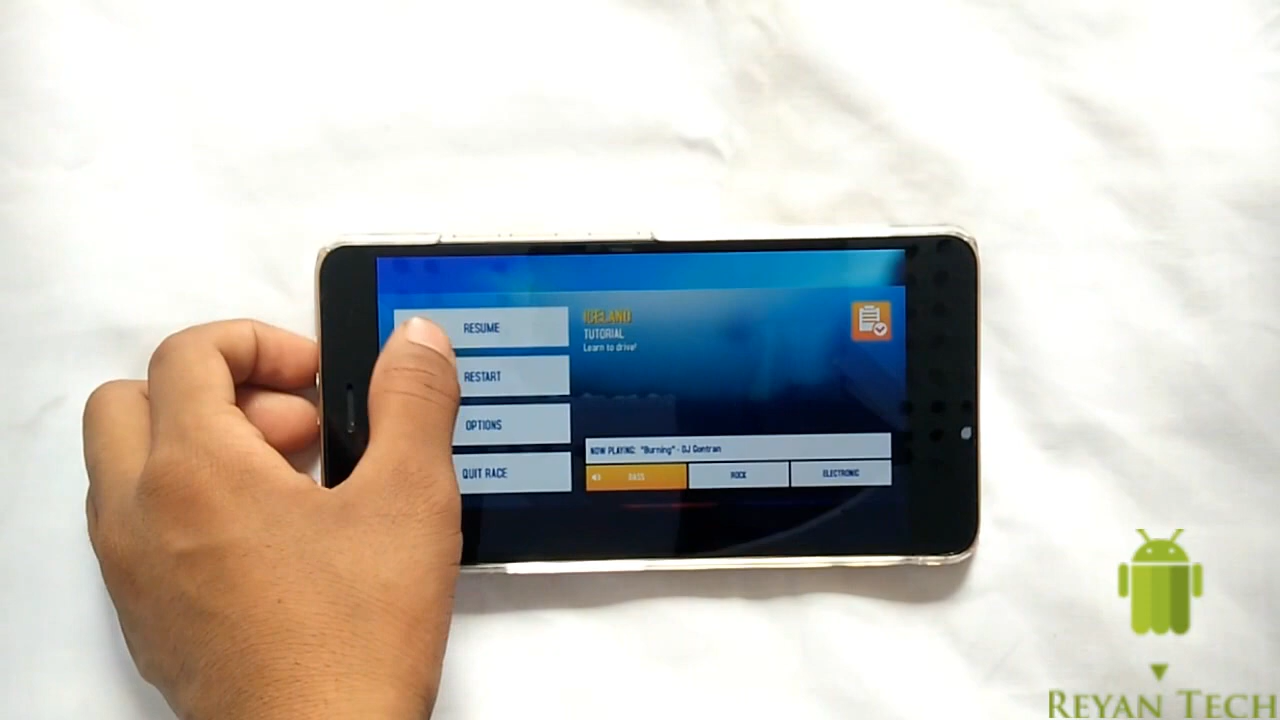 RESUME
RESTART
OPTIONS
QUIT RACE
ICELAND
TUTORIAL
Learn to drive!
NOW PLAYING: "Burning" - DJ Gontran
BASS
ROCK
ELECTRONIC
REYAN TECH